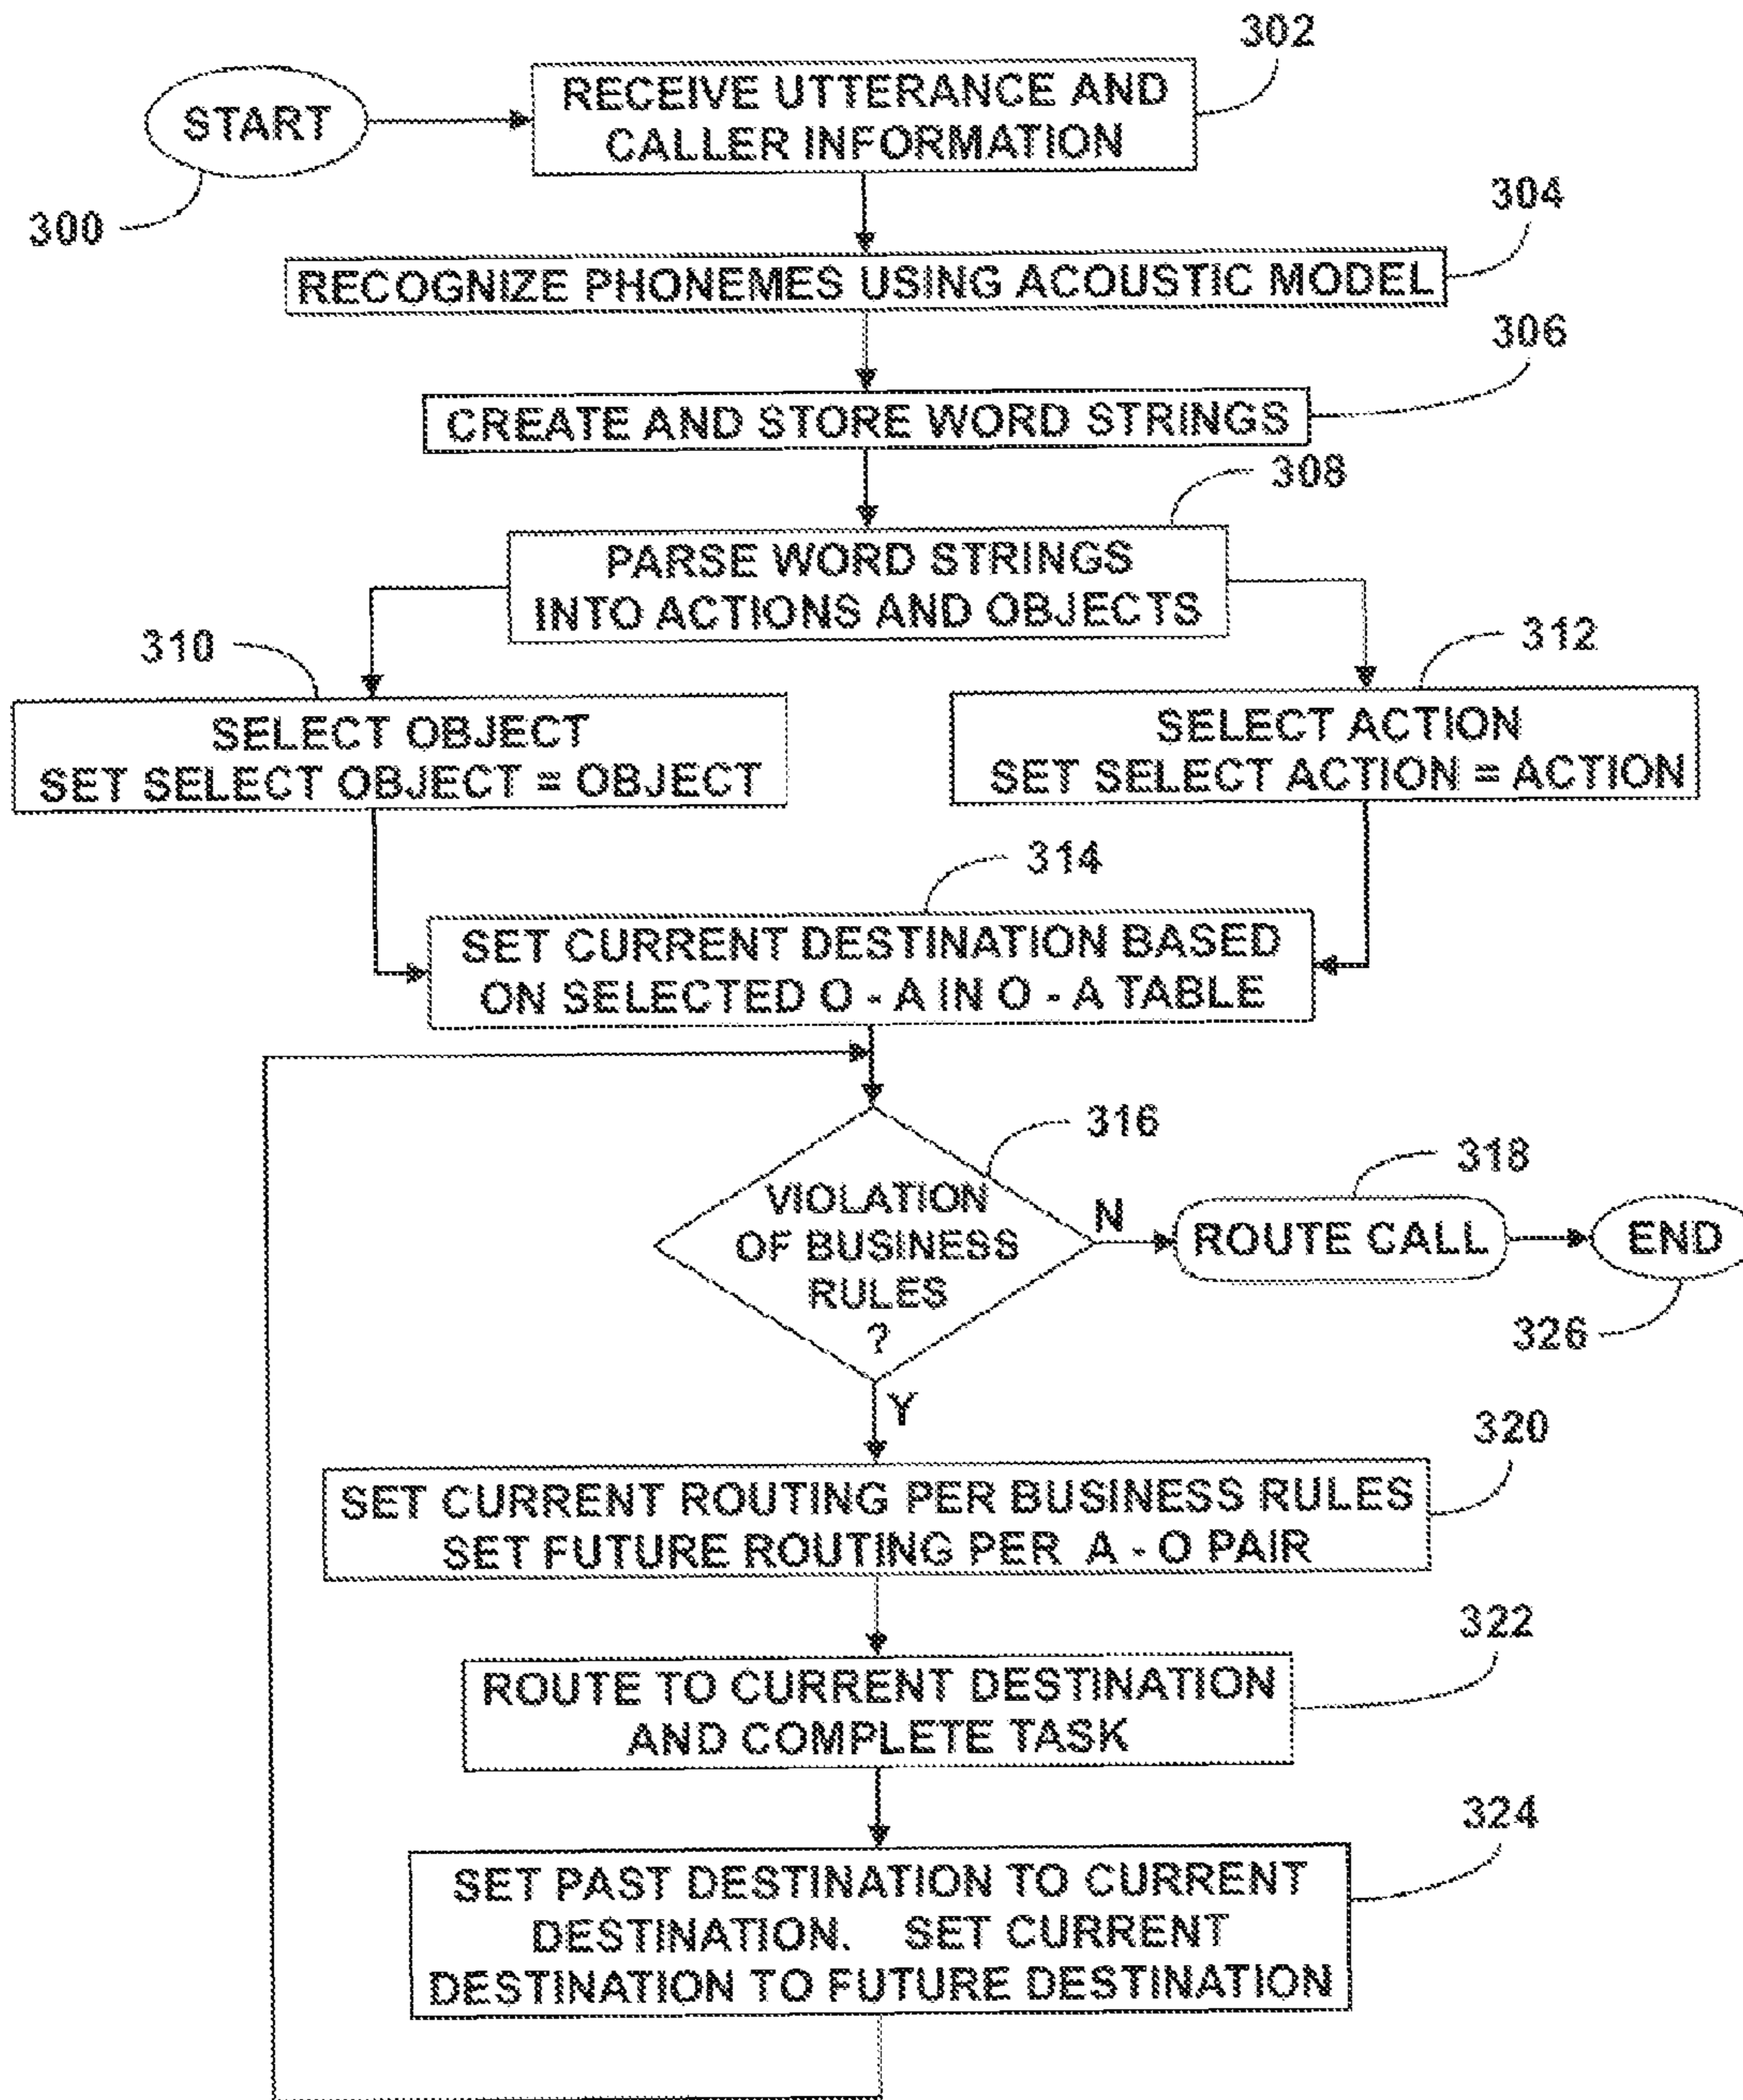 302
RECEIVE UTTERANCE AND
CALLER INFORMATION
START
300
304
RECOGNIZE PHONEMES USING ACOUSTIC MODEL
306
CREATE AND STORE WORD STRINGS
308
PARSE WORD STRINGS
INTO ACTIONS AND OBJECTS
310
SELECT OBJECT
SET SELECT OBJECT = OBJECT
312
SELECT ACTION
SET SELECT ACTION = ACTION
314
SET CURRENT DESTINATION BASED
ON SELECTED O - A IN O - A TABLE
316
VIOLATION
OF BUSINESS
RULES
?
N
318
ROUTE CALL
END
326
Y
320
SET CURRENT ROUTING PER BUSINESS RULES
SET FUTURE ROUTING PER A - O PAIR
322
ROUTE TO CURRENT DESTINATION
AND COMPLETE TASK
324
SET PAST DESTINATION TO CURRENT
DESTINATION. SET CURRENT
DESTINATION TO FUTURE DESTINATION